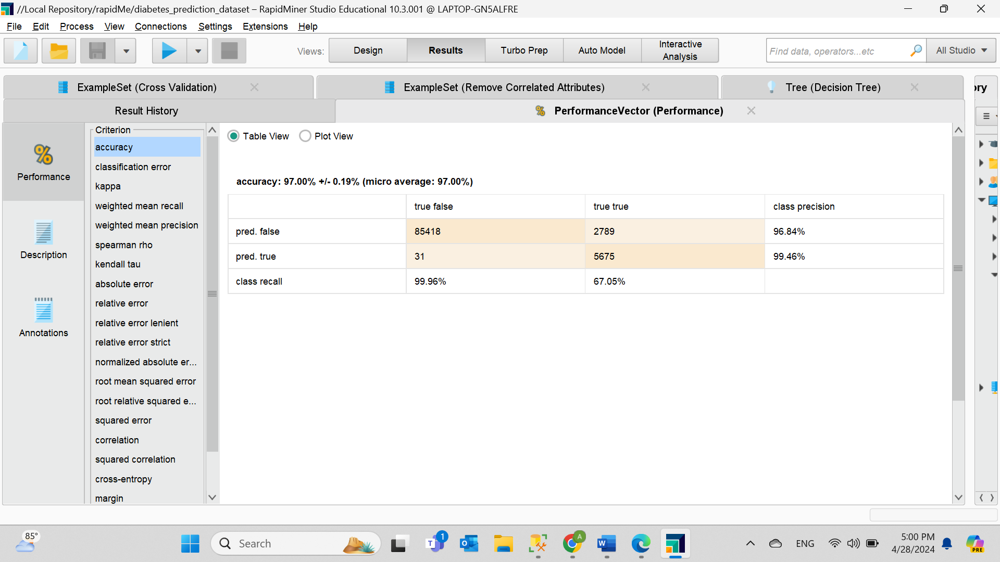 //Local Repository/rapidMe/diabetes_prediction_dataset – RapidMiner Studio Educational 10.3.001 @ LAPTOP-GN5ALFRE
File Edit Process View Connections Settings Extensions Help
Views: Design Results Turbo Prep Auto Model Interactive Analysis Find data, operators...etc All Studio
ExampleSet (Cross Validation) ExampleSet (Remove Correlated Attributes) Tree (Decision Tree) ory
Result History PerformanceVector (Performance)
Performance
Description
Annotations
Criterion
accuracy
classification error
kappa
weighted mean recall
weighted mean precision
spearman rho
kendall tau
absolute error
relative error
relative error lenient
relative error strict
normalized absolute er...
root mean squared error
root relative squared e...
squared error
correlation
squared correlation
cross-entropy
margin
Table View Plot View
accuracy: 97.00% +/- 0.19% (micro average: 97.00%)
true false true true class precision
pred. false 85418 2789 96.84%
pred. true 31 5675 99.46%
class recall 99.96% 67.05%
85° Search 1 A ENG 5:00 PM
4/28/2024
PRE